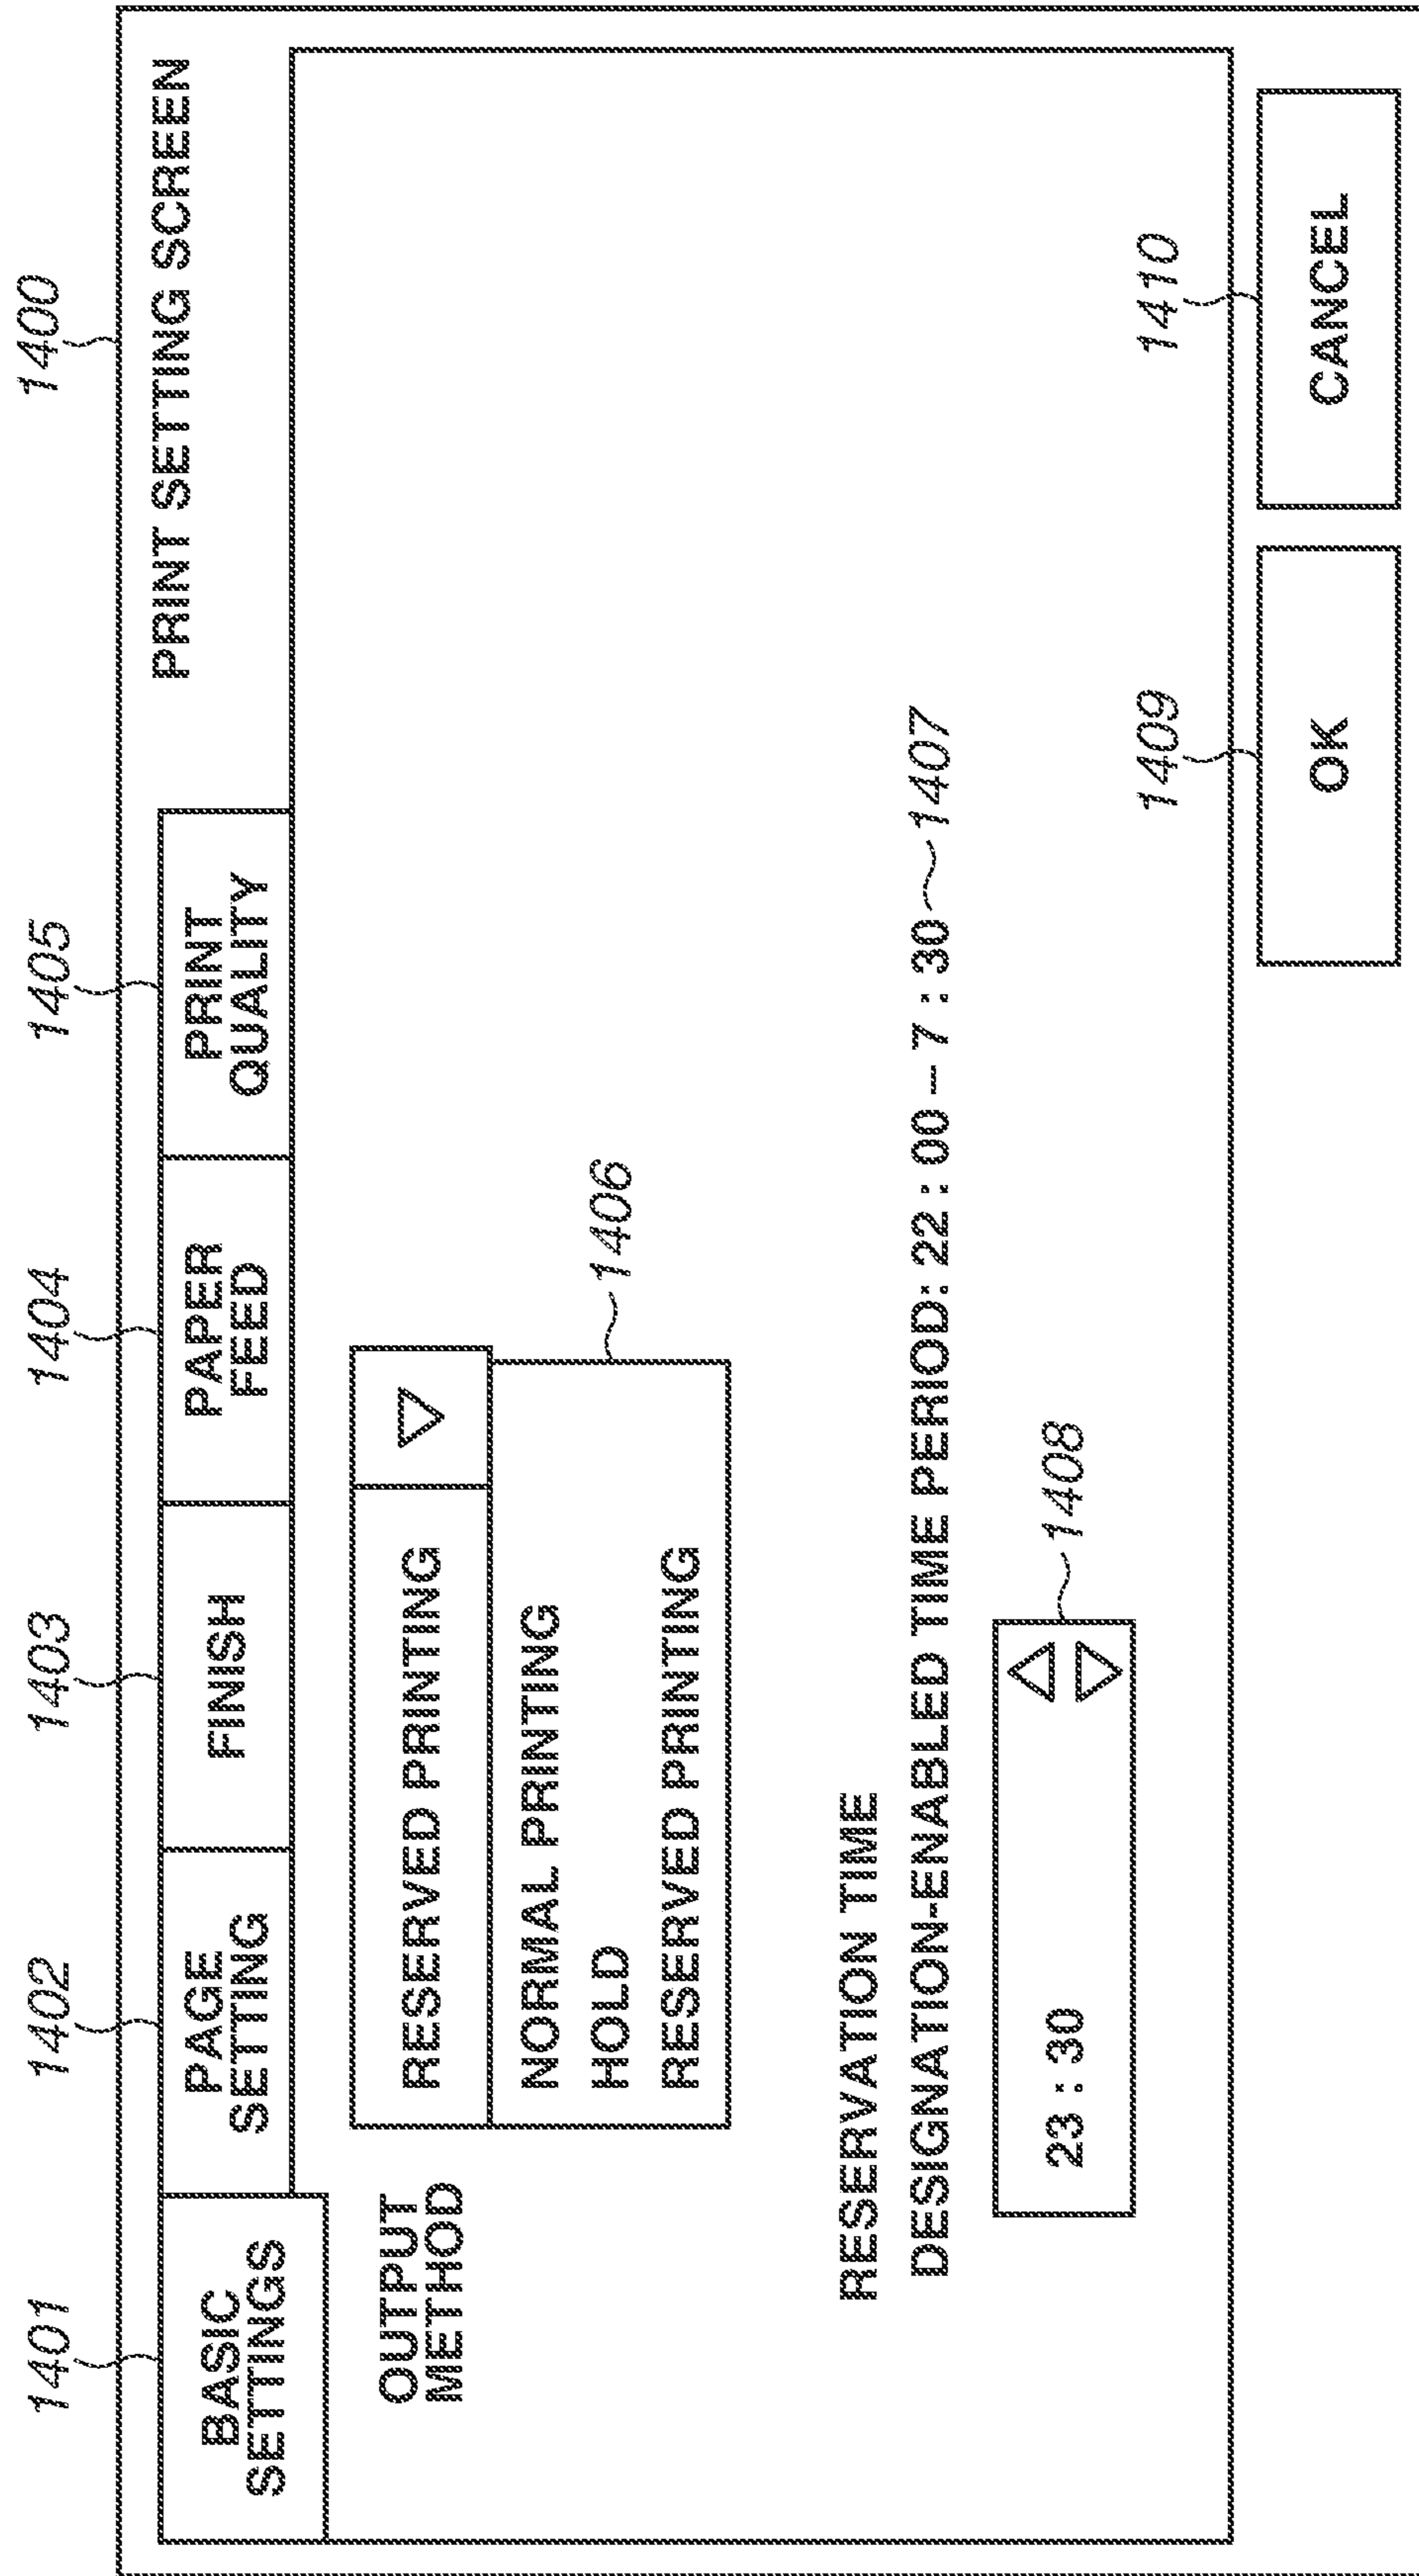 1400
PRINT SETTING SCREEN
1401
1402
1403
1404
1405
BASIC
SETTINGS
PAGE
SETTING
FINISH
PAPER
FEED
PRINT
QUALITY
OUTPUT
METHOD
RESERVED PRINTING
NORMAL PRINTING
HOLD
RESERVED PRINTING
1406
RESERVATION TIME
DESIGNATION-ENABLED TIME PERIOD: 22 : 00 – 7 : 30
1407
23 : 30
1408
1409
1410
OK
CANCEL